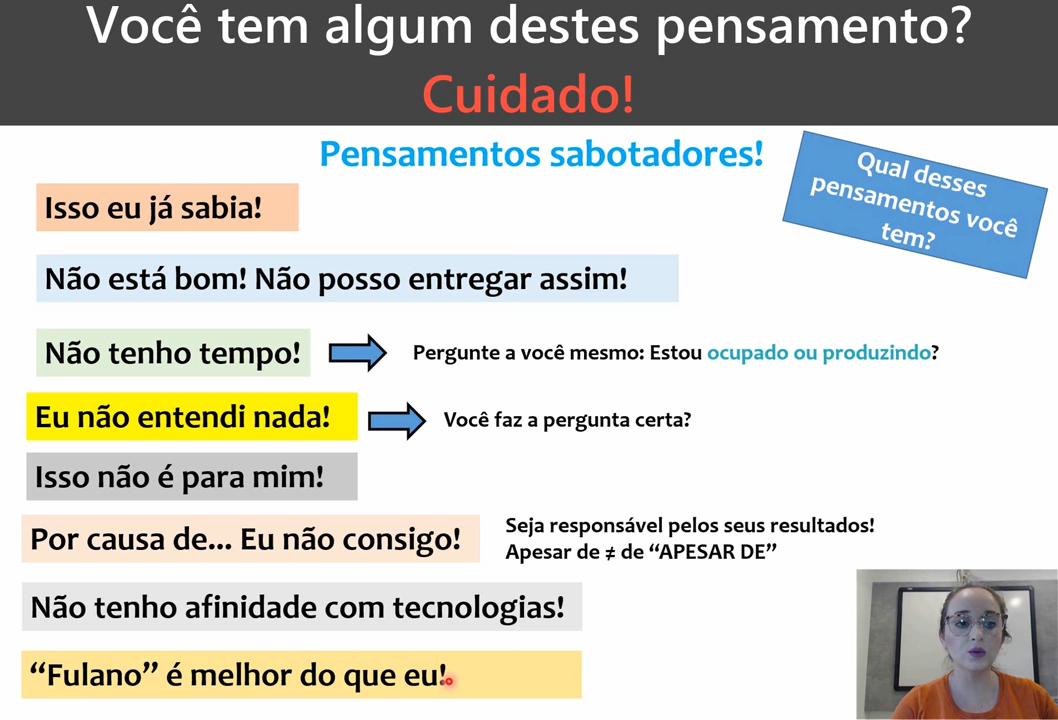 Você tem algum destes pensamento?
Cuidado!
Pensamentos sabotadores!
Qual desses
pensamentos você
tem?
Isso eu já sabia!
Não está bom! Não posso entregar assim!
Não tenho tempo!
Pergunte a você mesmo: Estou ocupado ou produzindo?
Eu não entendi nada!
Você faz a pergunta certa?
Isso não é para mim!
Por causa de... Eu não consigo!
Seja responsável pelos seus resultados!
Apesar de ≠ de “APESAR DE”
Não tenho afinidade com tecnologias!
“Fulano” é melhor do que eu!